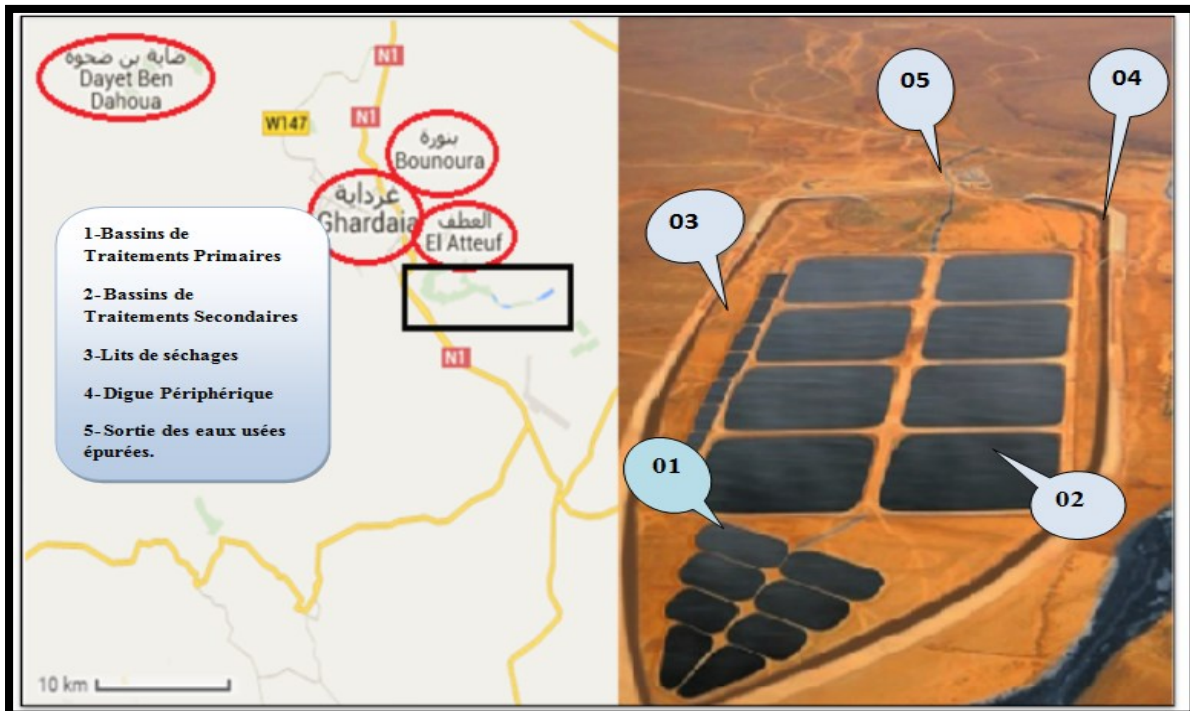 ضاية بن ضحوة
Dayet Ben
Dahoua
N1
W147
N1
بنورة
Bounoura
غرداية
Ghardaia
العطف
El Atteuf
N1
10 km
1-Bassins de
Traitements Primaires
2- Bassins de
Traitements Secondaires
3-Lits de séchages
4-Digue Périphérique
5-Sortie des eaux usées
épurées.
05
04
03
01
02